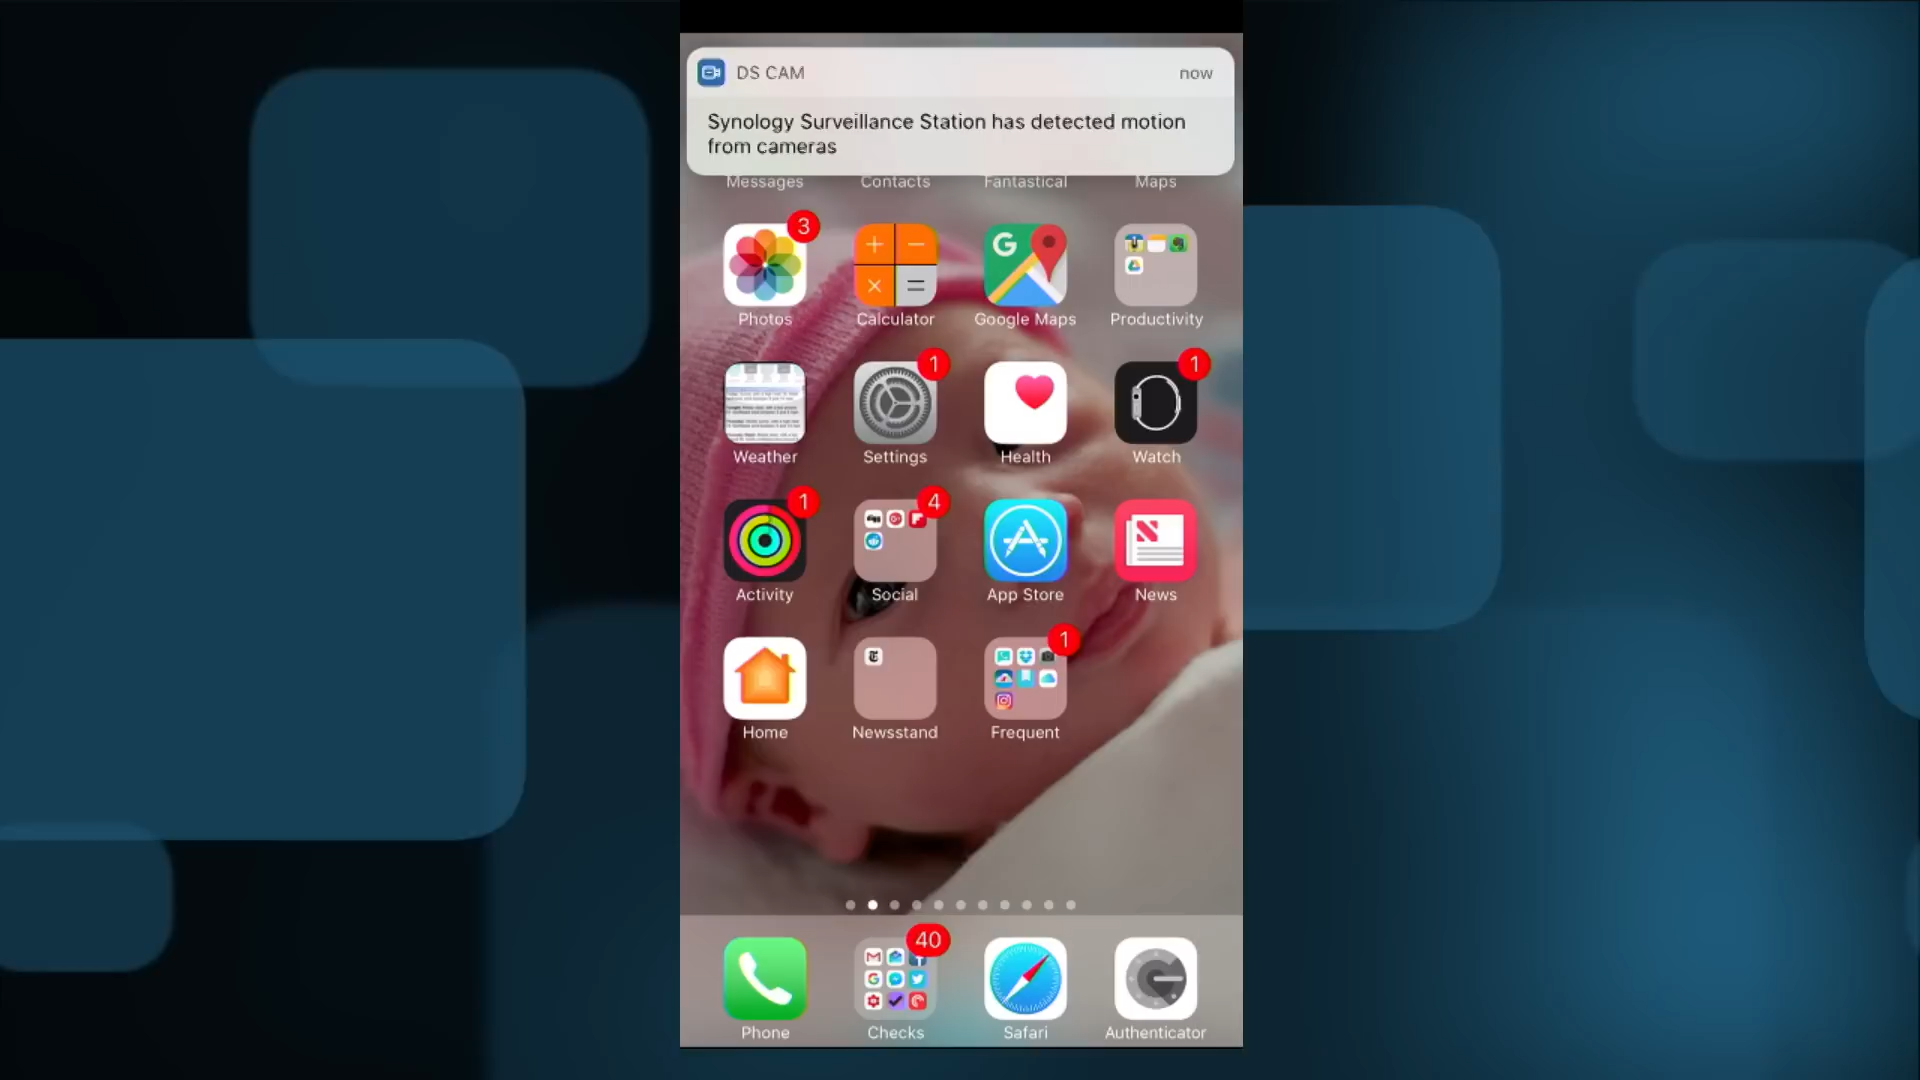 DS CAM now
Synology Surveillance Station has detected motion
from cameras
Messages Contacts Fantastical Maps
3
G
Photos Calculator Google Maps Productivity
1 1
Weather Settings Health Watch
1 4
Activity Social App Store News
1
Home Newsstand Frequent
40
Phone Checks Safari Authenticator